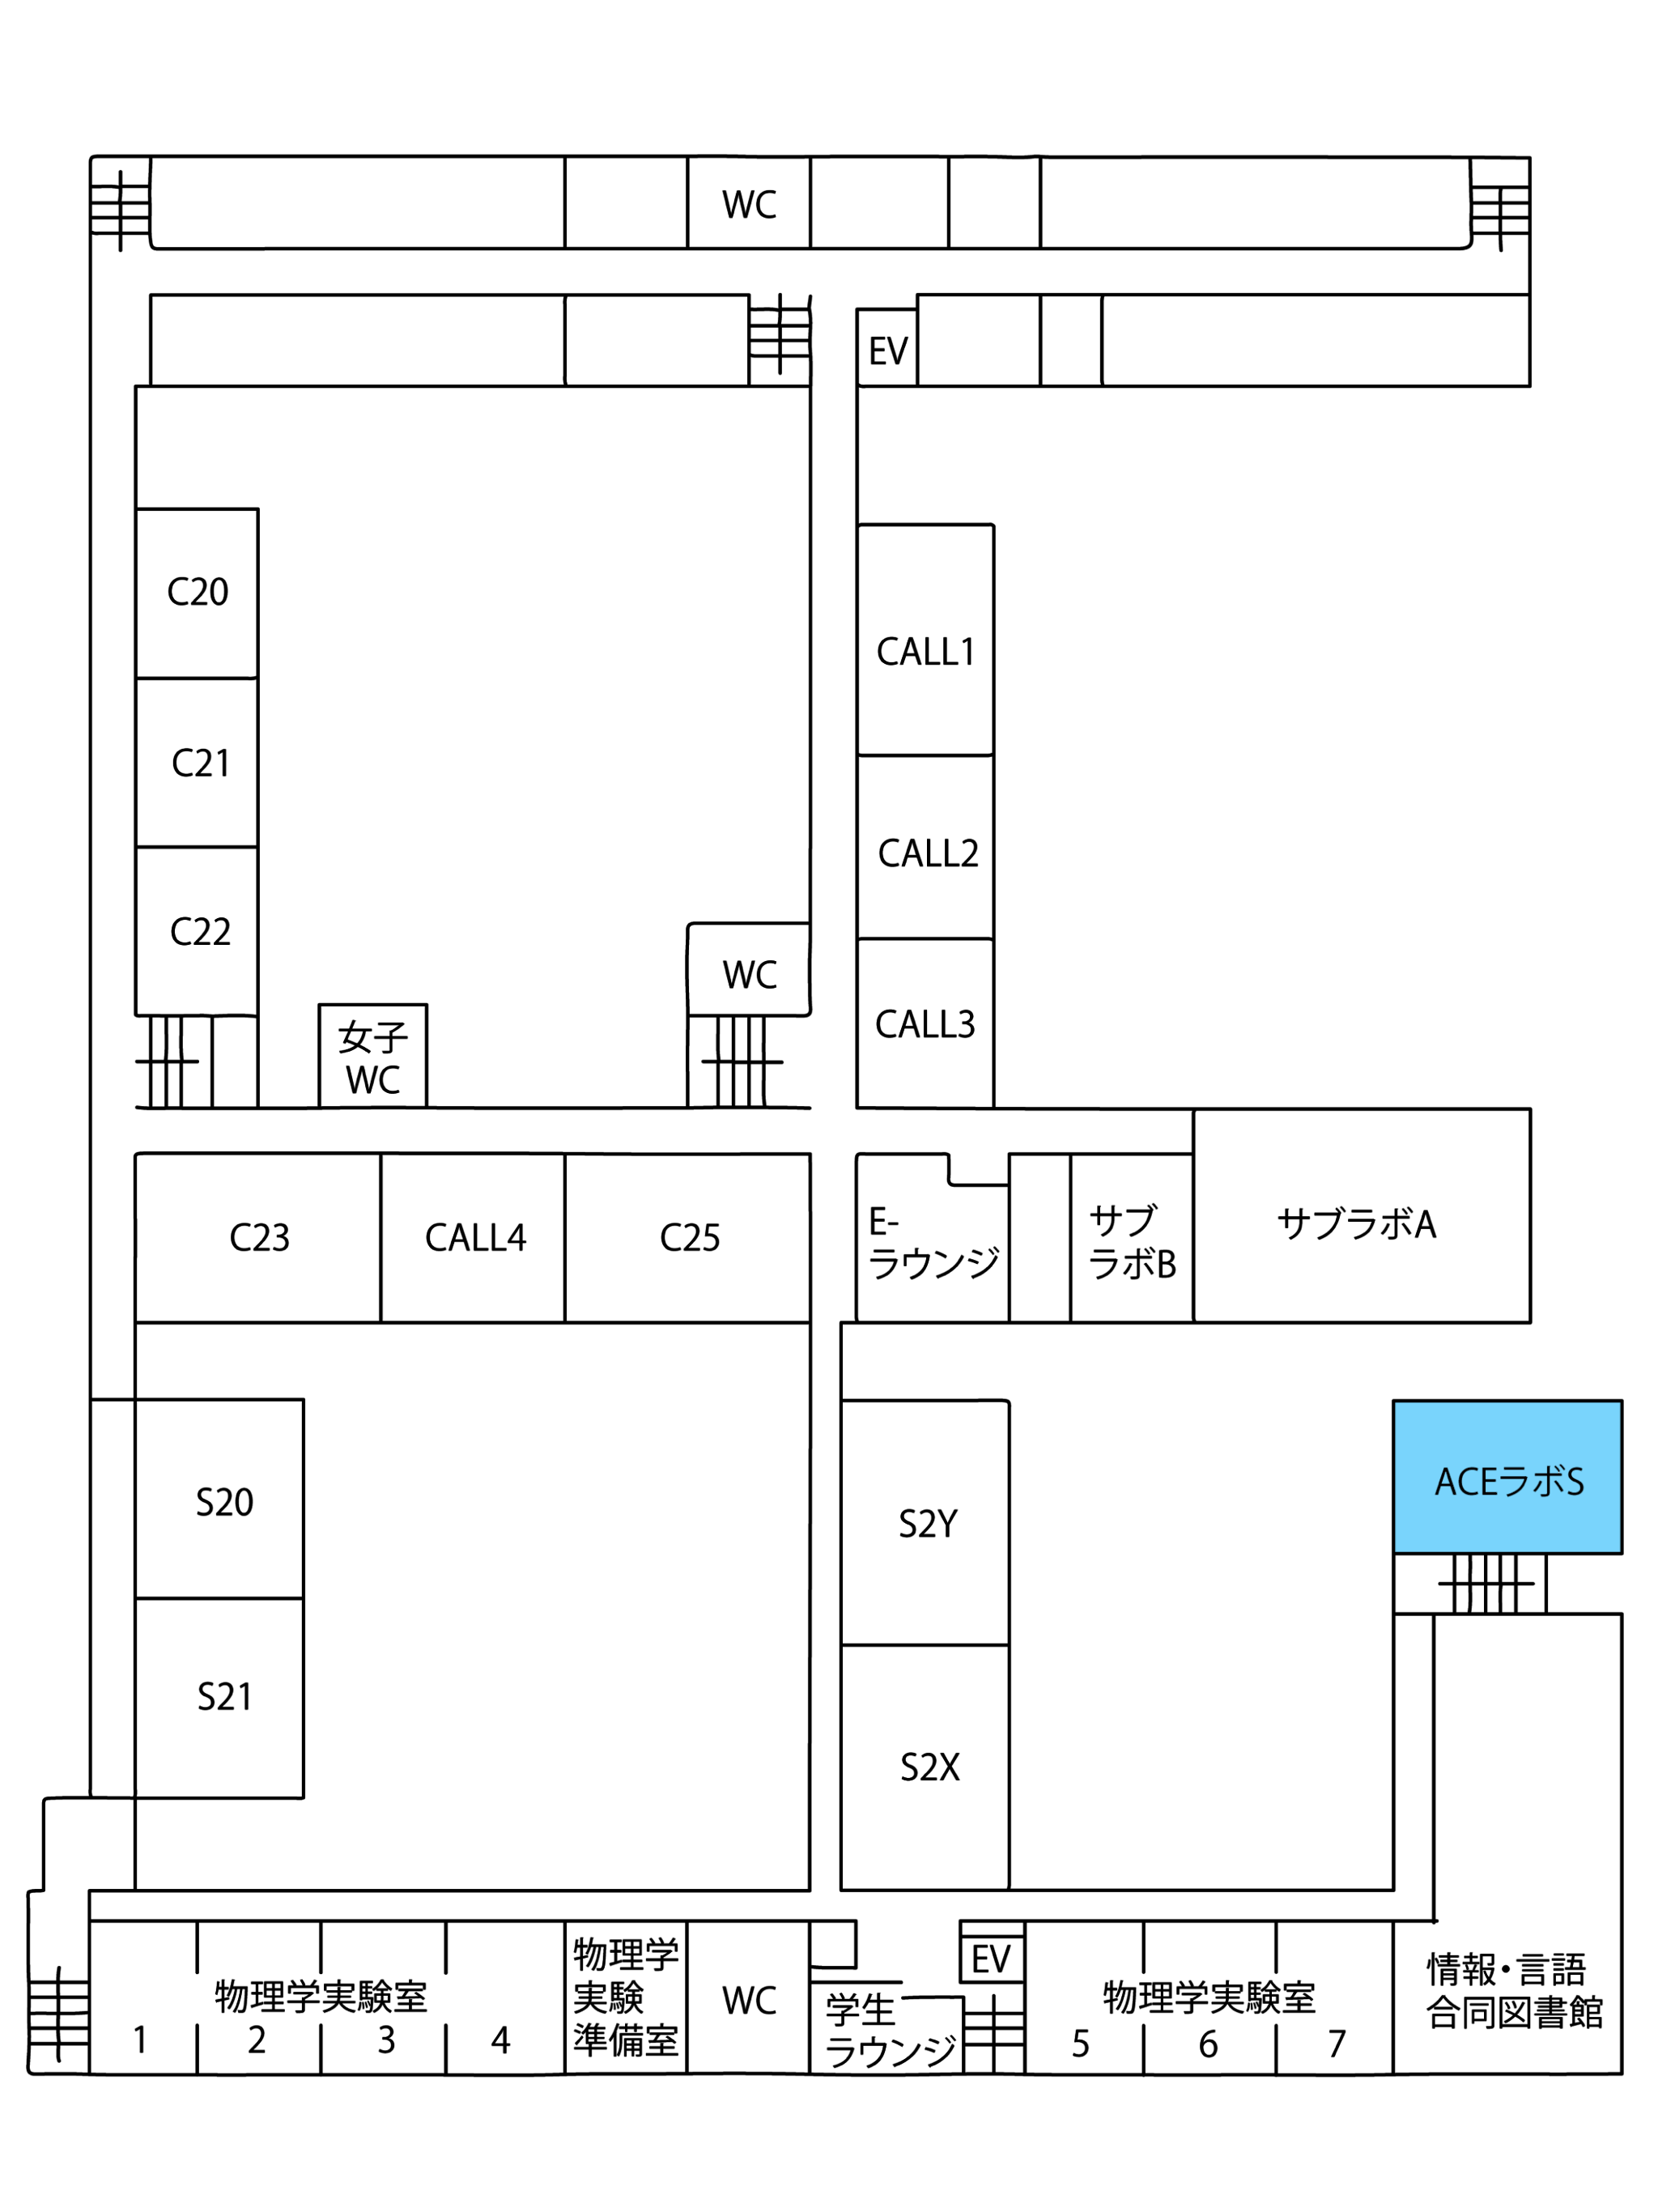 WC
EV
C20
CALL1
C21
CALL2
C22
WC
CALL3
女子
WC
C23
CALL4
C25
E-
ラウンジ
サブ
ラボB
サブラボA
S20
S2Y
ACEラボS
S21
S2X
物理学実験室
1
2
3
4
物理学
実験
準備室
WC
学生
ラウンジ
EV
物理学実験室
5
6
7
情報・言語
合同図書館